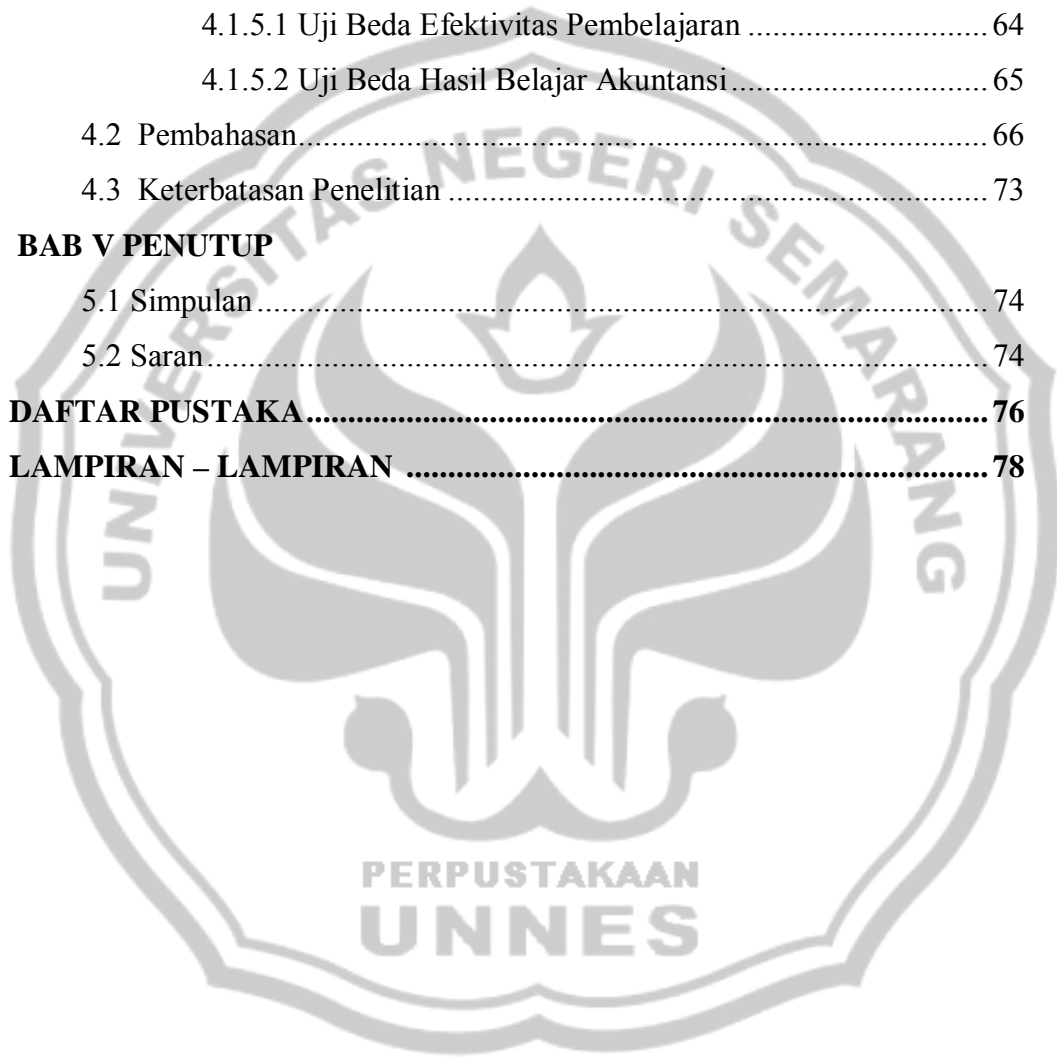 4.1.5.1 Uji Beda Efektivitas Pembelajaran ........................... 64
4.1.5.2 Uji Beda Hasil Belajar Akuntansi ............................. 65
4.2 Pembahasan .............................................................................. 66
4.3 Keterbatasan Penelitian ............................................................. 73
BAB V PENUTUP
5.1 Simpulan ................................................................................... 74
5.2 Saran ......................................................................................... 74
DAFTAR PUSTAKA ....................................................................... 76
LAMPIRAN – LAMPIRAN ............................................................. 78
UNIVERSITAS NEGERI SEMARANG
PERPUSTAKAAN
UNNES